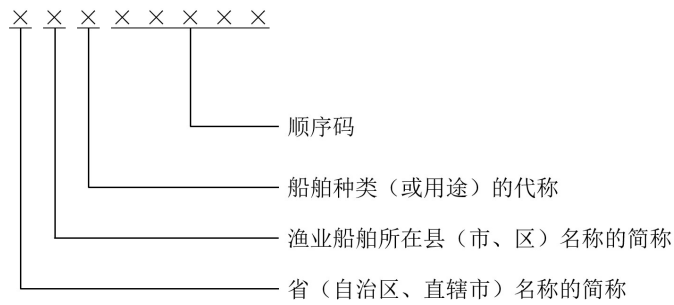 × × × × × × × ×
顺序码
船舶种类（或用途）的代称
渔业船舶所在县（市、区）名称的简称
省（自治区、直辖市）名称的简称